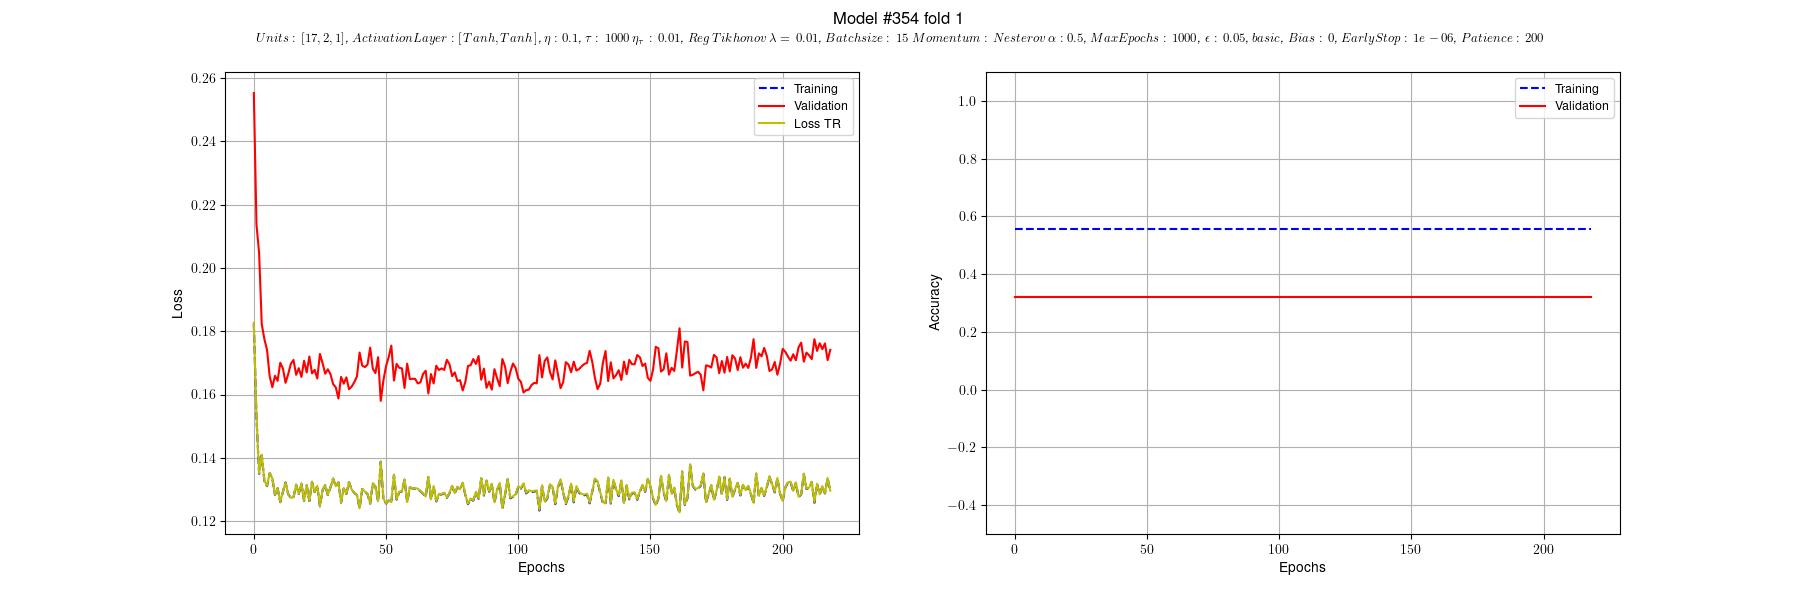 Model #354 fold 1
Units : [17, 2, 1], ActivationLayer : [Tanh, Tanh], η : 0.1, τ : 1000 ητ : 0.01, Reg Tikhonov λ = 0.01, Batchsize : 15 Momentum : Nesterov α : 0.5, MaxEpochs : 1000, ϵ : 0.05, basic, Bias : 0, EarlyStop : 1e − 06, Patience : 200
0.26
0.24
0.22
0.20
0.18
0.16
0.14
0.12
Loss
Training
Validation
Loss TR
0 50 100 150 200
Epochs
1.0
0.8
0.6
0.4
0.2
0.0
−0.2
−0.4
Accuracy
Training
Validation
0 50 100 150 200
Epochs